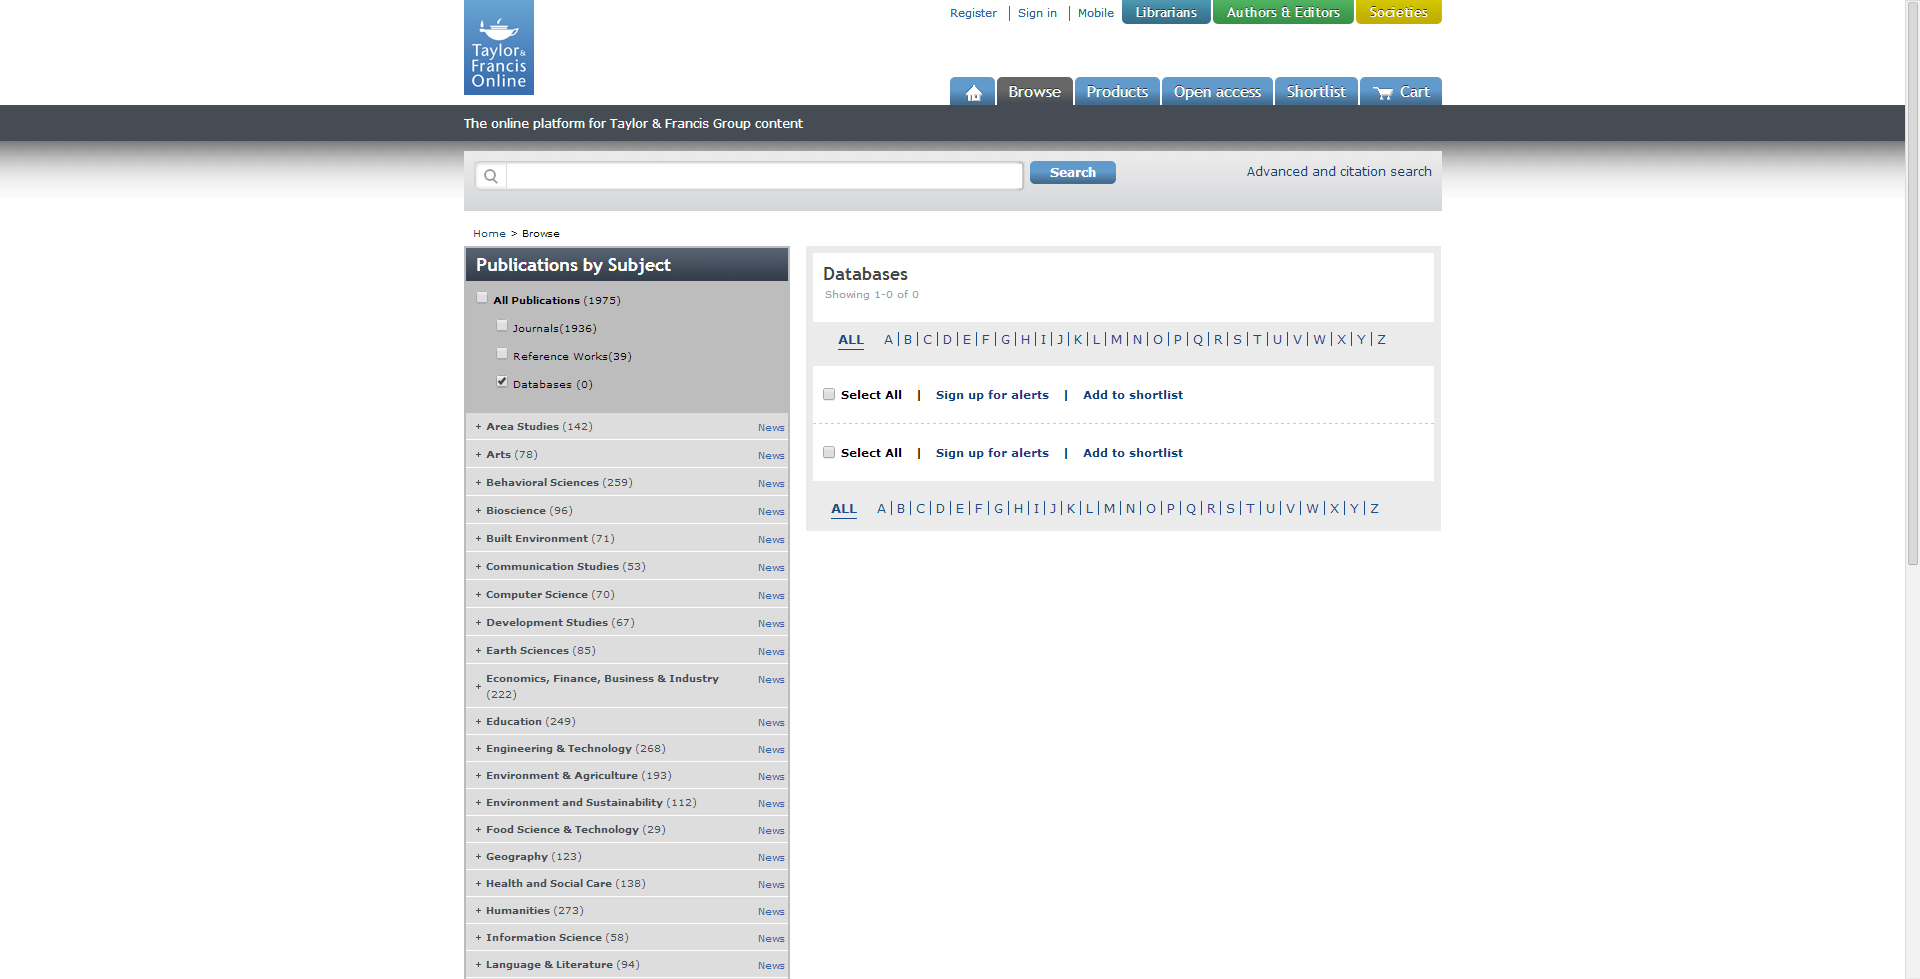 Taylor &
Francis
Online
Register
Sign in
Mobile
Librarians
Authors & Editors
Societies
Browse
Products
Open access
Shortlist
Cart
The online platform for Taylor & Francis Group content
Search
Advanced and citation search
Home > Browse
Publications by Subject
All Publications (1975)
Journals(1936)
Reference Works(39)
Databases (0)
+ Area Studies (142) News
+ Arts (78) News
+ Behavioral Sciences (259) News
+ Bioscience (96) News
+ Built Environment (71) News
+ Communication Studies (53) News
+ Computer Science (70) News
+ Development Studies (67) News
+ Earth Sciences (85) News
+ Economics, Finance, Business & Industry News
(222)
+ Education (249) News
+ Engineering & Technology (268) News
+ Environment & Agriculture (193) News
+ Environment and Sustainability (112) News
+ Food Science & Technology (29) News
+ Geography (123) News
+ Health and Social Care (138) News
+ Humanities (273) News
+ Information Science (58) News
+ Language & Literature (94) News
Databases
Showing 1-0 of 0
ALL A | B | C | D | E | F | G | H | I | J | K | L | M | N | O | P | Q | R | S | T | U | V | W | X | Y | Z
Select All | Sign up for alerts | Add to shortlist
Select All | Sign up for alerts | Add to shortlist
ALL A | B | C | D | E | F | G | H | I | J | K | L | M | N | O | P | Q | R | S | T | U | V | W | X | Y | Z